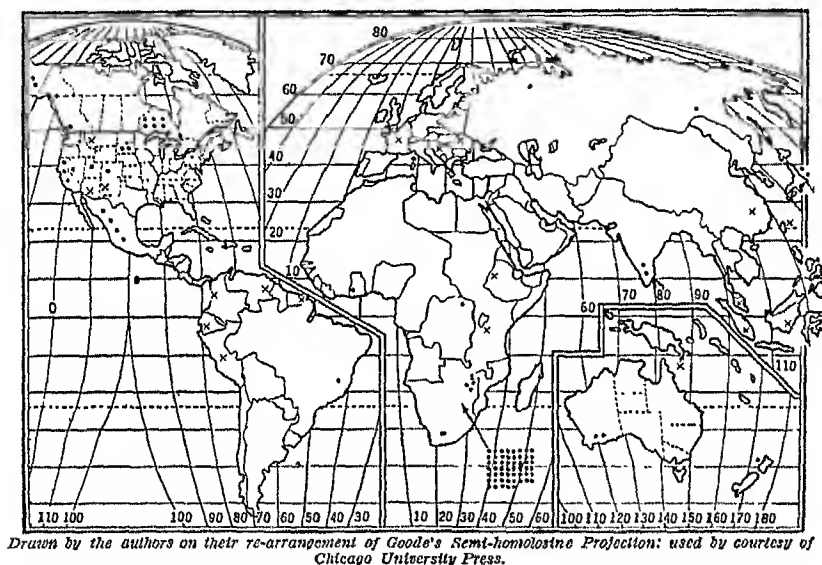 80
70
60
50
40
30
20
10
0
60 70 80 90
110
110 100 100 90 80 70 60 50 40 30 10 20 30 40 50 60 100 110 120 130 140 150 160 170 180
Drawn by the authors on their re-arrangement of Goode's Semi-homolosine Projection: used by courtesy of
Chicago University Press.